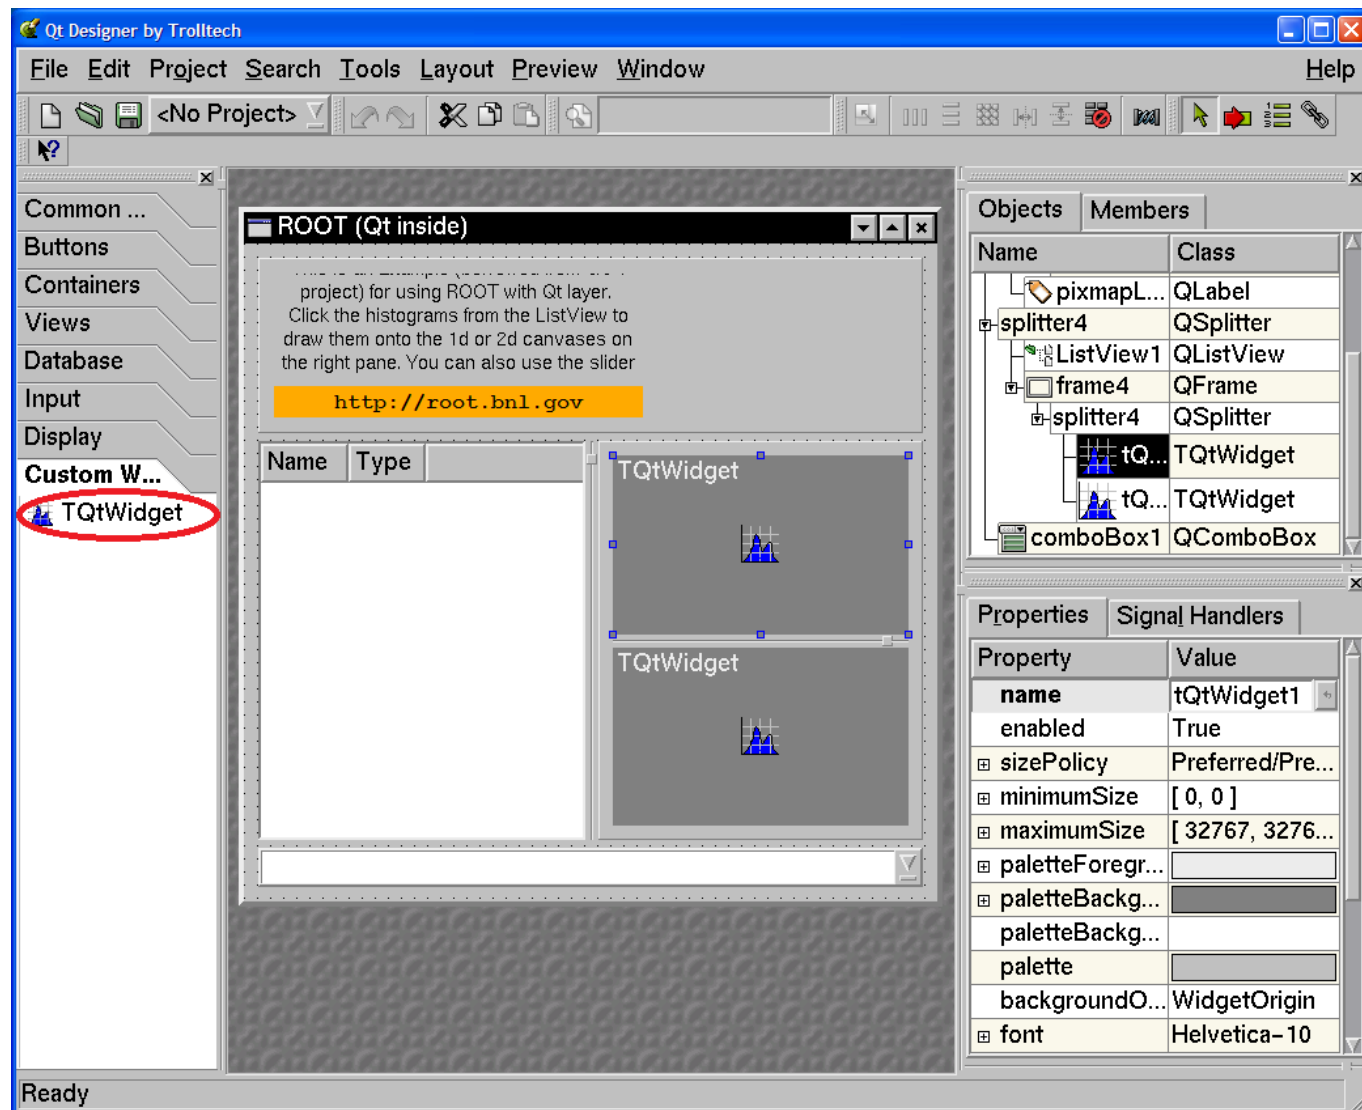 Qt Designer by Trolltech
File Edit Project Search Tools Layout Preview Window Help
<No Project>
Common ...
Buttons
Containers
Views
Database
Input
Display
Custom W...
TQtWidget
ROOT (Qt inside)
project) for using ROOT with Qt layer.
Click the histograms from the ListView to
draw them onto the 1d or 2d canvases on
the right pane. You can also use the slider
http://root.bnl.gov
Name Type
TQtWidget
TQtWidget
Objects Members
Name Class
pixmapL... QLabel
splitter4 QSplitter
ListView1 QListView
frame4 QFrame
splitter4 QSplitter
tQ... TQtWidget
tQ... TQtWidget
comboBox1 QComboBox
Properties Signal Handlers
Property Value
name tQtWidget1
enabled True
sizePolicy Preferred/Pre...
minimumSize [ 0, 0 ]
maximumSize [ 32767, 3276...
paletteForegr...
paletteBackg...
paletteBackg...
palette
backgroundO... WidgetOrigin
font Helvetica-10
Ready